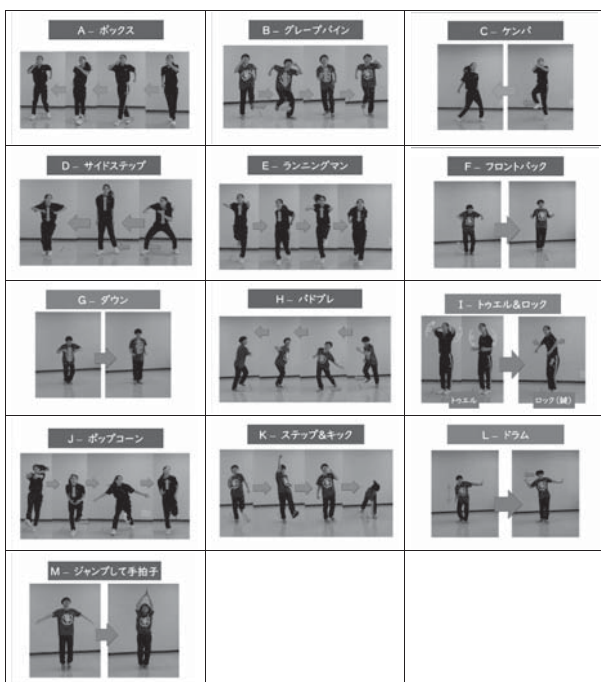 A – ボックス
B – グレープバイン
C – ケンパ
D – サイドステップ
E – ランニングマン
F – フロントバック
G – ダウン
H – パドブレ
I – トゥエル&ロック
トゥエル
ロック(鍵)
J – ポップコーン
K – ステップ&キック
L – ドラム
M – ジャンプして手拍子